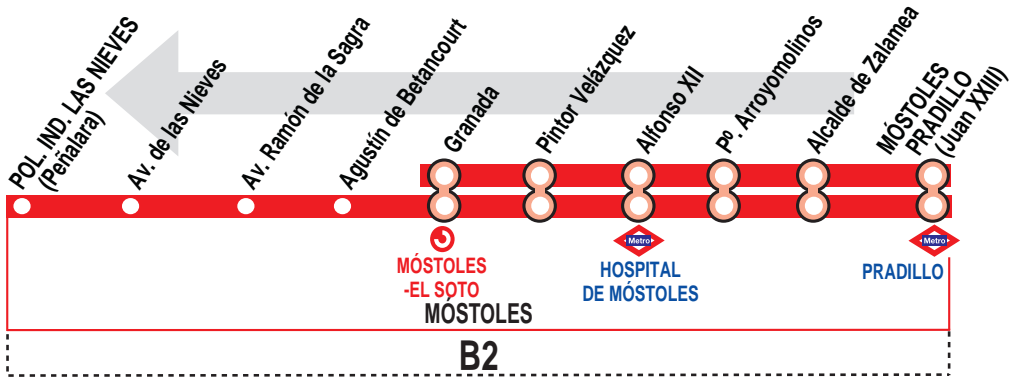 POL. IND. LAS NIEVES
(Peñalara)
Av. de las Nieves
Av. Ramón de la Sagra
Agustín de Betancourt
Granada
Pintor Velázquez
Alfonso XII
Pº. Arroyomolinos
Alcalde de Zalamea
MÓSTOLES
PRADILLO
(Juan XXIII)
MÓSTOLES
-EL SOTO
Metro
HOSPITAL
DE MÓSTOLES
Metro
PRADILLO
MÓSTOLES
B2